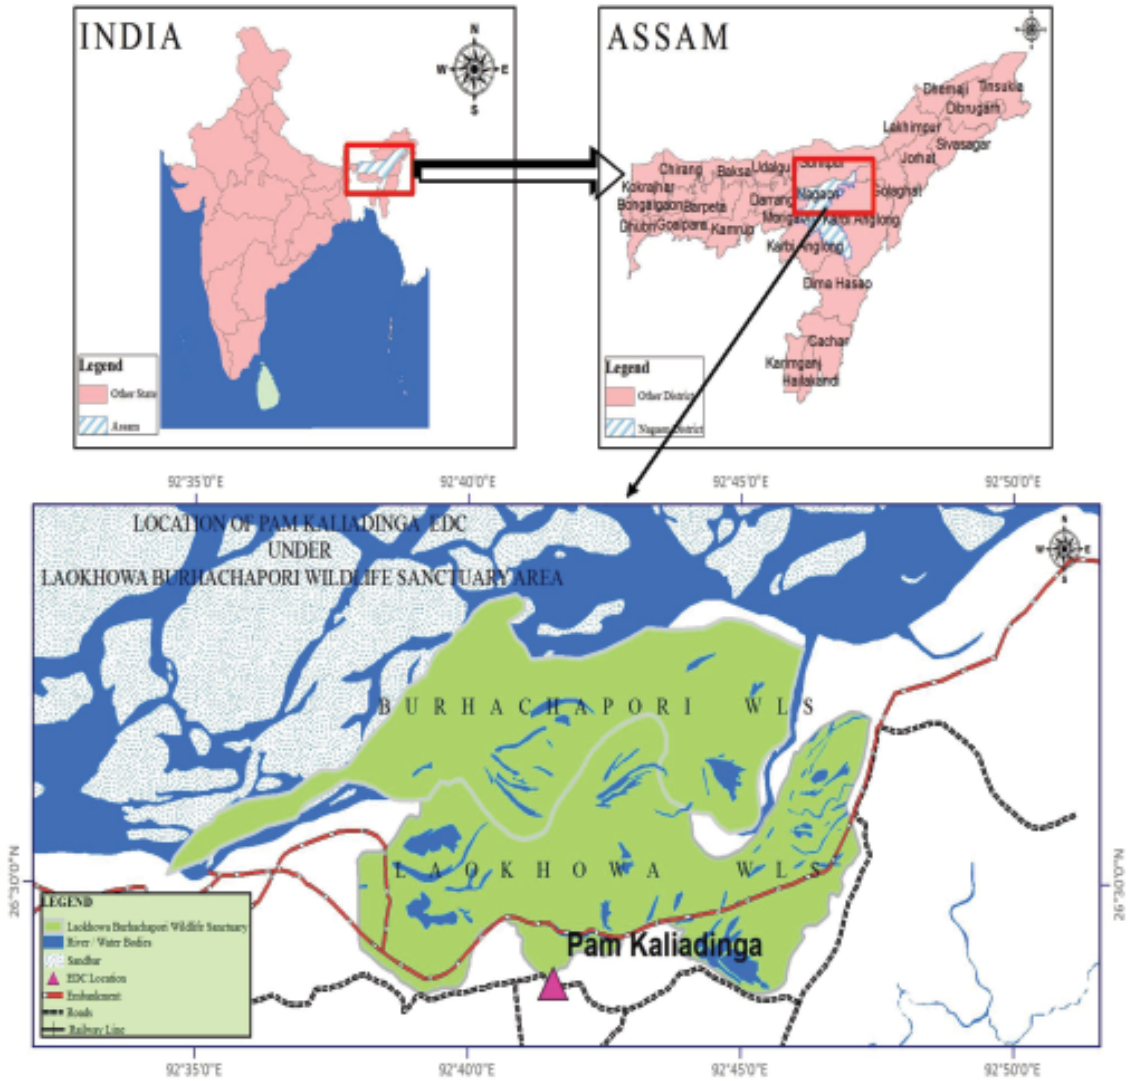 INDIA
N
W
E
S
Legend
Other State
Assam
ASSAM
Dhemaji
Tinsukia
Dibrugarh
Lakhimpur
Sivasagar
Jorhat
Sonitpur
Udalgu
Baksa
Chirang
Kokrajhar
Golaghat
Nagaon
Darrang
Bongaigaon
Barpeta
Dhubri
Goalpara
Kamrup
Moriga
Karbi Anglong
Karbi Anglong
Dima Hasao
Cachar
Karimganj
Hailakandi
Legend
Other District
Nagaon District
92°35'0"E
92°40'0"E
92°45'0"E
92°50'0"E
LOCATION OF PAM KALIADINGA EDC
UNDER
LAOKHOWA BURHACHAPORI WILDLIFE SANCTUARY AREA
N
W
E
S
BURHACHAPORI WLS
LAOKHOWA WLS
Pam Kaliadinga
26°30'0"N
26°30'0"N
LEGEND
Laokhowa Burhachapori Wildlife Sanctuary
River / Water Bodies
Sandbar
EDC Location
Embankment
Roads
Railway Line
92°35'0"E
92°40'0"E
92°45'0"E
92°50'0"E